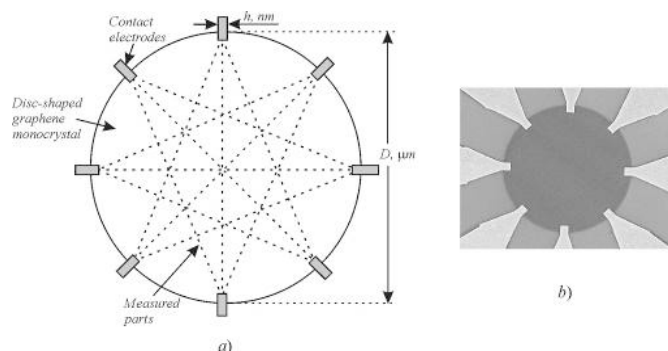 h, nm
Contact
electrodes
Disc-shaped
graphene
monocrystal
D, μm
Measured
parts
a)
b)